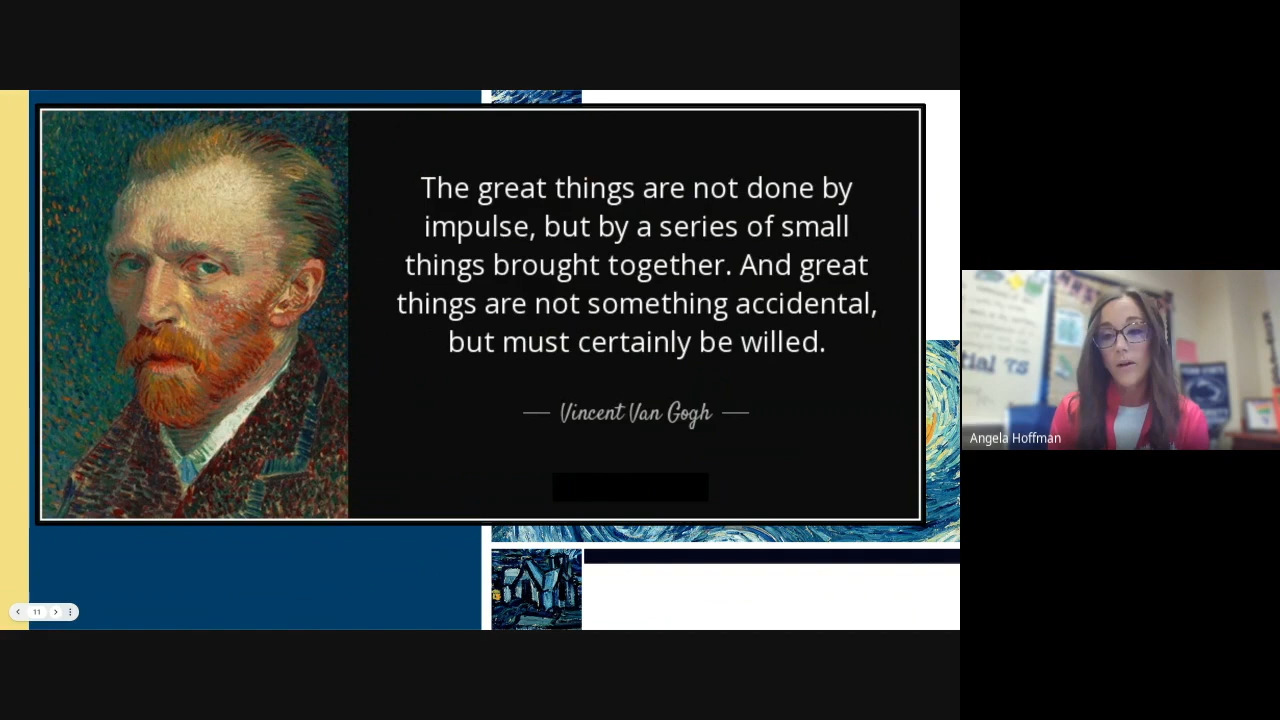 The great things are not done by
impulse, but by a series of small
things brought together. And great
things are not something accidental,
but must certainly be willed.
Vincent Van Gogh
11
Angela Hoffman